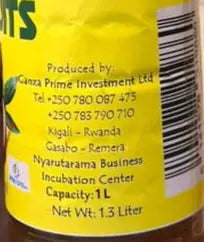 ITS
Produced by:
Ganza Prime Investment Ltd
Tel:+250 780 087 475
+250 783 790 710
Kigali - Rwanda
Gasabo - Remera
Nyarutarama Business
Incubation Center
Capacity: 1 L
Net Wt: 1.3 Liter